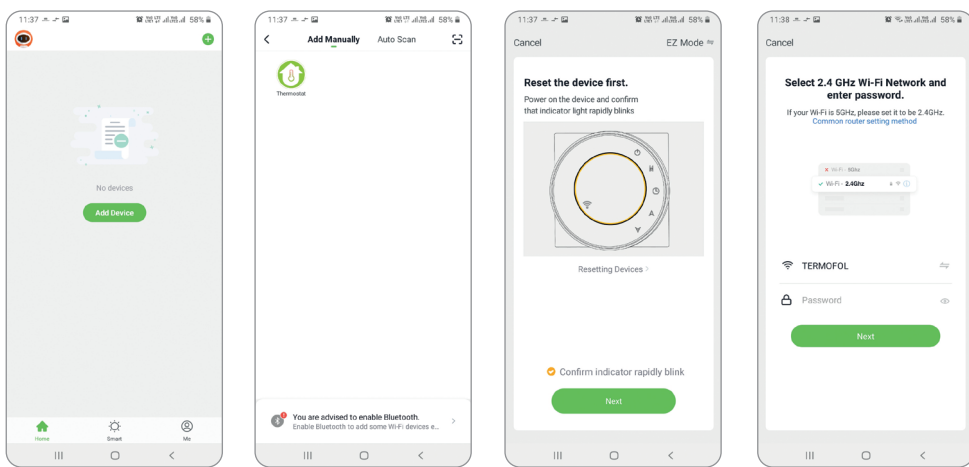 11:37
58%
No devices
Add Device
Home
Smart
Me
11:37
58%
Add Manually
Auto Scan
Thermostat
You are advised to enable Bluetooth.
Enable Bluetooth to add some Wi-Fi devices e...
11:37
58%
Cancel
EZ Mode
Reset the device first.
Power on the device and confirm
that indicator light rapidly blinks
Resetting Devices
Confirm indicator rapidly blink
Next
11:38
58%
Cancel
Select 2.4 GHz Wi-Fi Network and
enter password.
If your Wi-Fi is 5GHz, please set it to be 2.4GHz.
Common router setting method
Wi-Fi - 5Ghz
Wi-Fi - 2.4Ghz
TERMOFOL
Password
Next